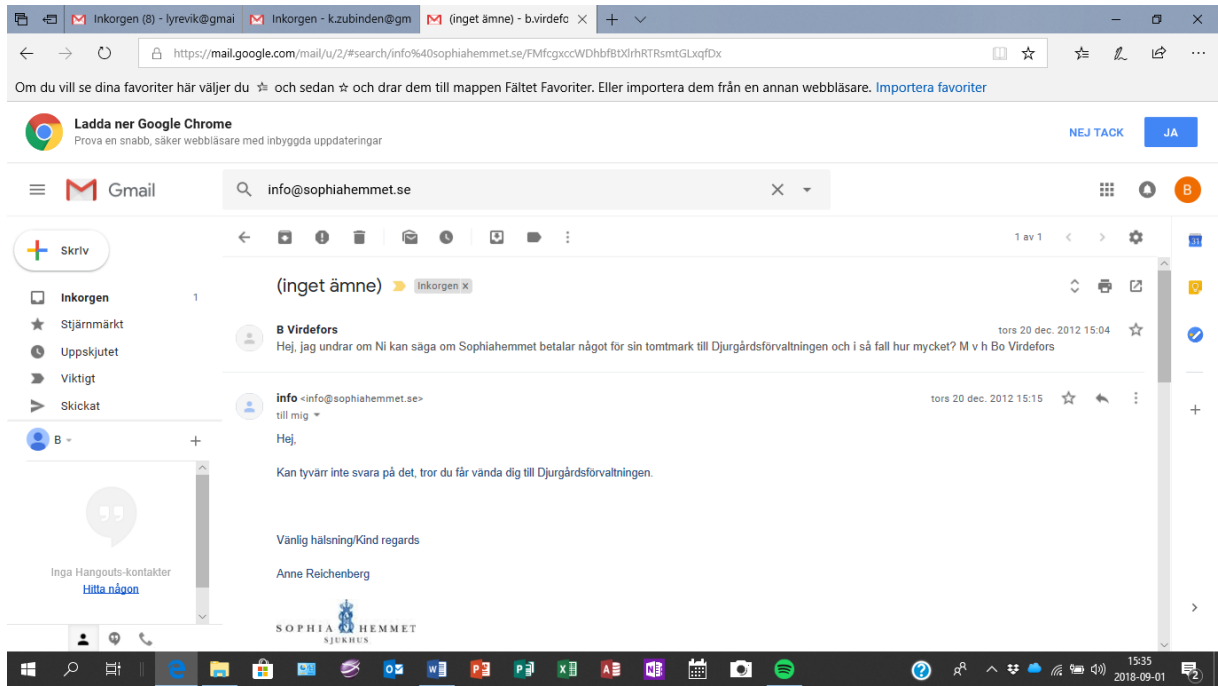 Inkorgen (8) - lyrevik@gmai
Inkorgen - k.zubinden@gm
(inget ämne) - b.virdefo
https://mail.google.com/mail/u/2/#search/info%40sophiahemmet.se/FMfcgxccWDhbfBtXlrhRTRsmtGLxqfDx
Om du vill se dina favoriter här väljer du och sedan och drar dem till mappen Fältet Favoriter. Eller importera dem från en annan webbläsare. Importera favoriter
Ladda ner Google Chrome
Prova en snabb, säker webbläsare med inbyggda uppdateringar
NEJ TACK
JA
Gmail
info@sophiahemmet.se
B
Skriv
1 av 1
31
Inkorgen 1
Stjärnmärkt
Uppskjutet
Viktigt
Skickat
B
Inga Hangouts-kontakter
Hitta någon
(inget ämne)
Inkorgen x
B Virdefors
tors 20 dec. 2012 15:04
Hej, jag undrar om Ni kan säga om Sophiahemmet betalar något för sin tomtmark till Djurgårdsförvaltningen och i så fall hur mycket? M v h Bo Virdefors
info <info@sophiahemmet.se>
tors 20 dec. 2012 15:15
till mig
Hej,
Kan tyvärr inte svara på det, tror du får vända dig till Djurgårdsförvaltningen.
Vänlig hälsning/Kind regards
Anne Reichenberg
SOPHIA HEMMET
SJUKHUS
15:35
2018-09-01
2